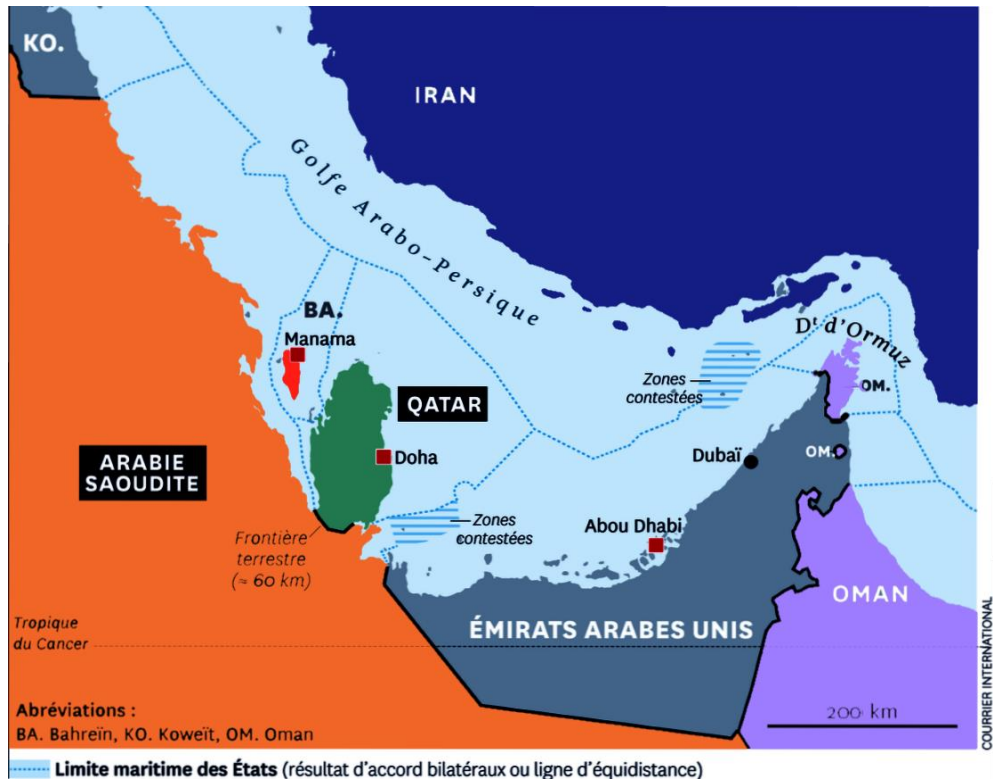 KO.
IRAN
Golfe Arabo-Persique
BA.
Manama
Dt d'Ormuz
Zones
contestées
OM.
QATAR
ARABIE
SAOUDITE
Doha
Dubaï
OM.
Zones
contestées
Abou Dhabi
Frontière
terrestre
(≈ 60 km)
OMAN
ÉMIRATS ARABES UNIS
Tropique
du Cancer
Abréviations :
BA. Bahreïn, KO. Koweït, OM. Oman
200 km
COURRIER INTERNATIONAL
Limite maritime des États (résultat d'accord bilatéraux ou ligne d'équidistance)